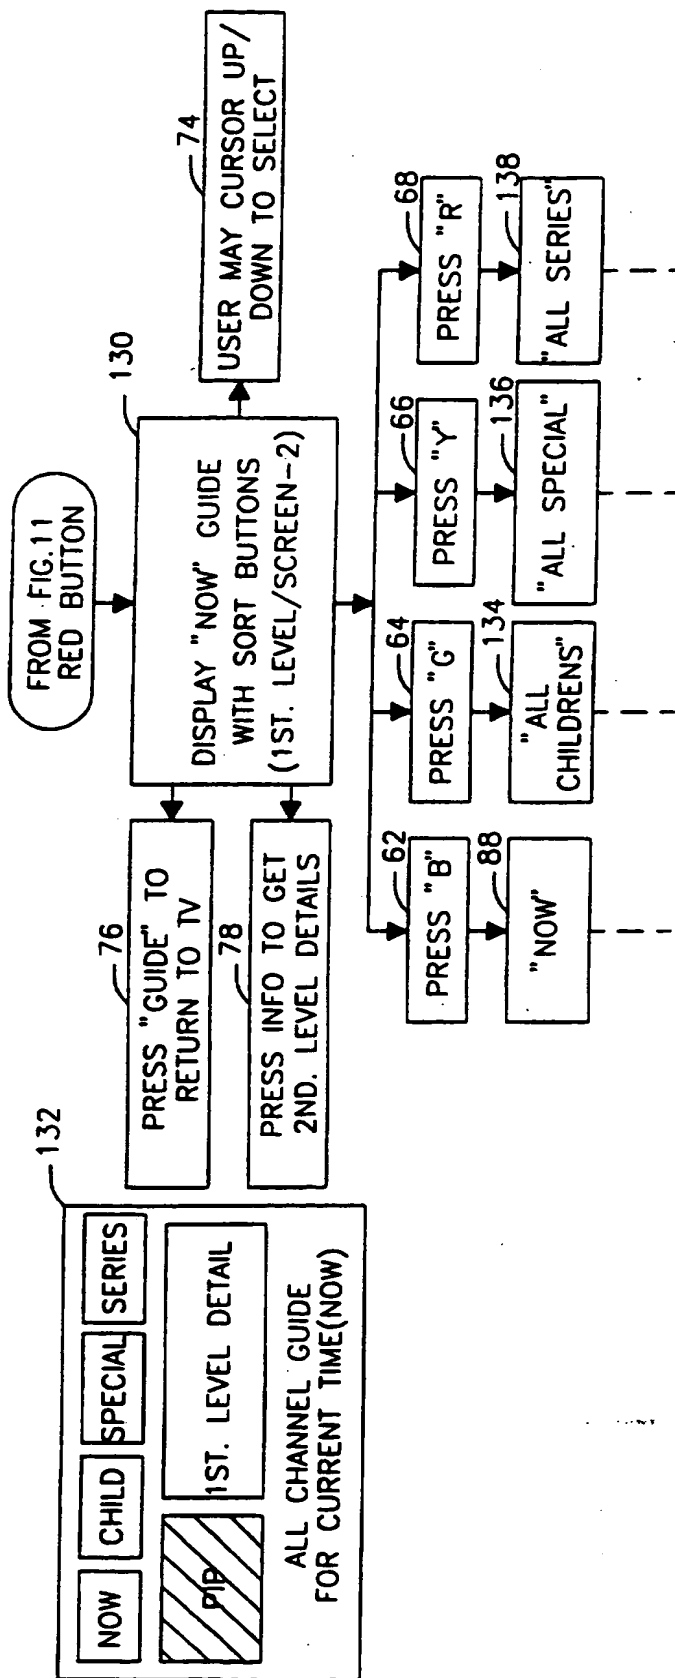 FROM FIG.11
RED BUTTON
130
DISPLAY "NOW" GUIDE
WITH SORT BUTTONS
(1ST. LEVEL/SCREEN-2)
74
USER MAY CURSOR UP/
DOWN TO SELECT
76
PRESS "GUIDE" TO
RETURN TO TV
78
PRESS INFO TO GET
2ND. LEVEL DETAILS
132
NOW
CHILD
SPECIAL
SERIES
PIP
1ST. LEVEL DETAIL
ALL CHANNEL GUIDE
FOR CURRENT TIME(NOW)
62
PRESS "B"
64
PRESS "G"
66
PRESS "Y"
68
PRESS "R"
88
"NOW"
134
"ALL
CHILDRENS"
136
"ALL SPECIAL"
138
"ALL SERIES"